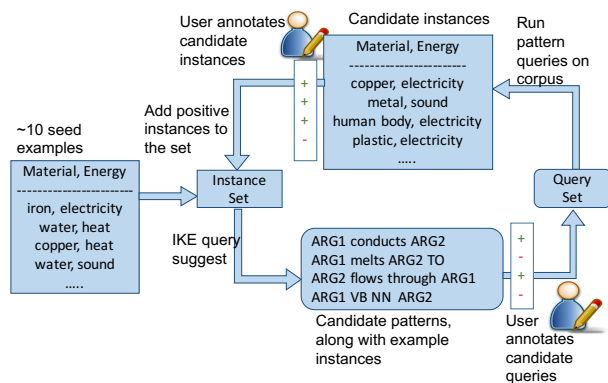 User annotates
candidate
instances
Candidate instances
Material, Energy
------------------------
copper, electricity
metal, sound
human body, electricity
plastic, electricity
.....
+
+
+
-
Run
pattern
queries on
corpus
Add positive
instances to
the set
~10 seed
examples
Material, Energy
------------------------
iron, electricity
water, heat
copper, heat
water, sound
.....
Instance
Set
Query
Set
IKE query
suggest
ARG1 conducts ARG2
ARG1 melts ARG2 TO
ARG2 flows through ARG1
ARG1 VB NN ARG2
+
-
+
-
Candidate patterns,
along with example
instances
User
annotates
candidate
queries